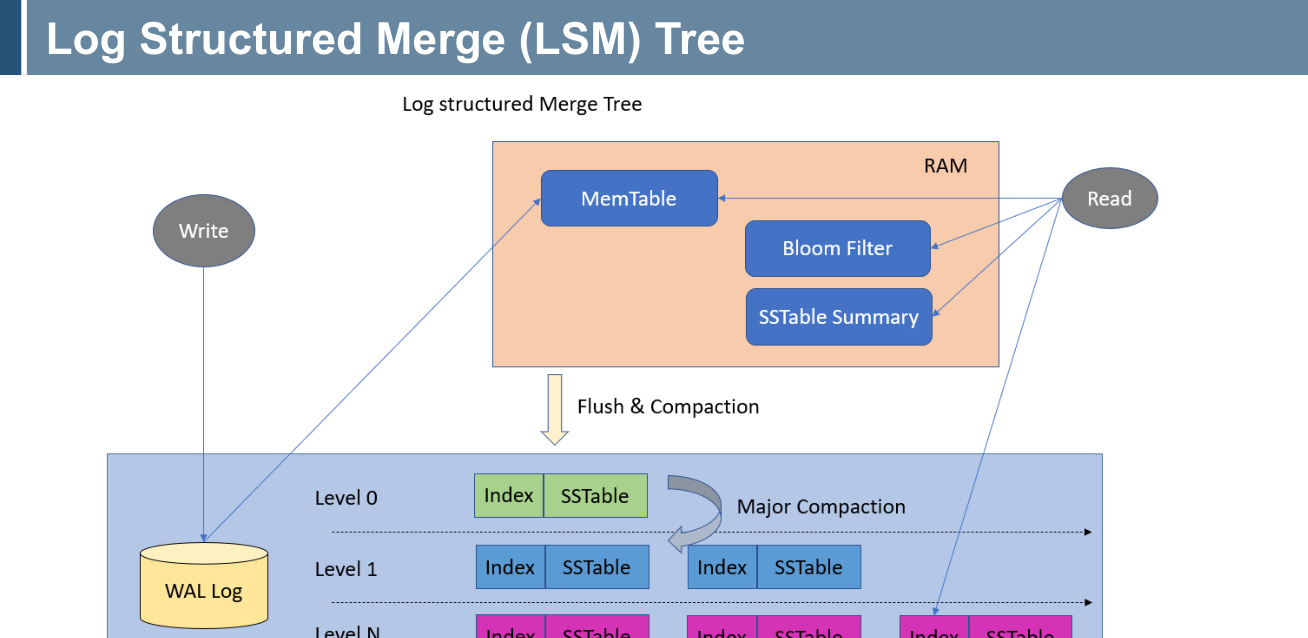 Log Structured Merge (LSM) Tree
Log structured Merge Tree
RAM
MemTable
Read
Write
Bloom Filter
SSTable Summary
Flush & Compaction
Level 0
Index
SSTable
Major Compaction
Level 1
Index
SSTable
Index
SSTable
WAL Log
Level N
Index
SSTable
Index
SSTable
Index
SSTable